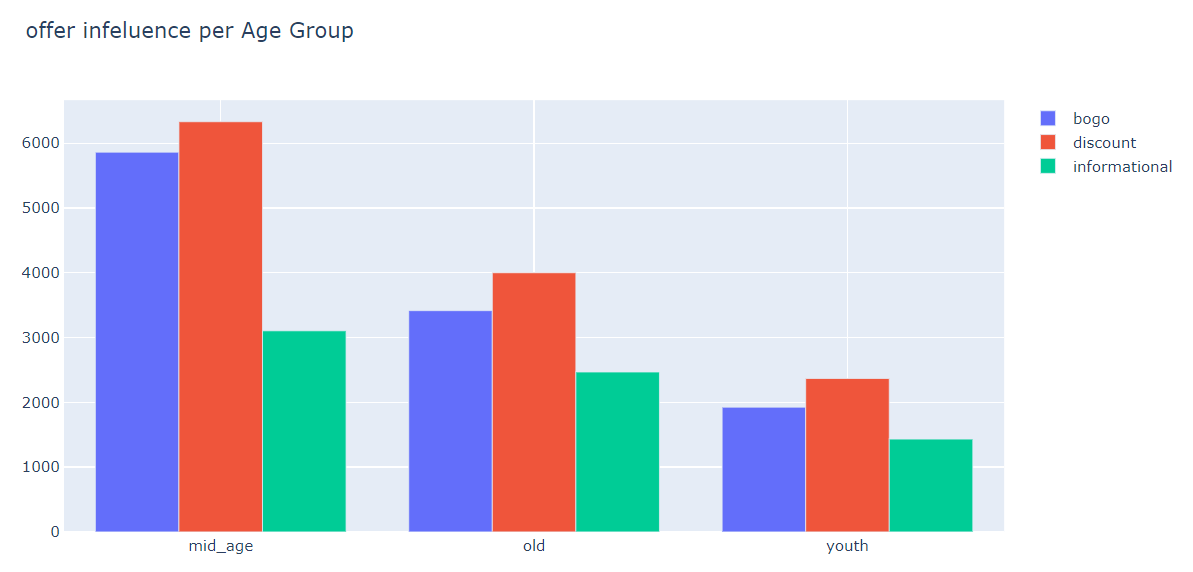 offer infeluence per Age Group
bogo
discount
informational
6000
5000
4000
3000
2000
1000
0
mid_age
old
youth